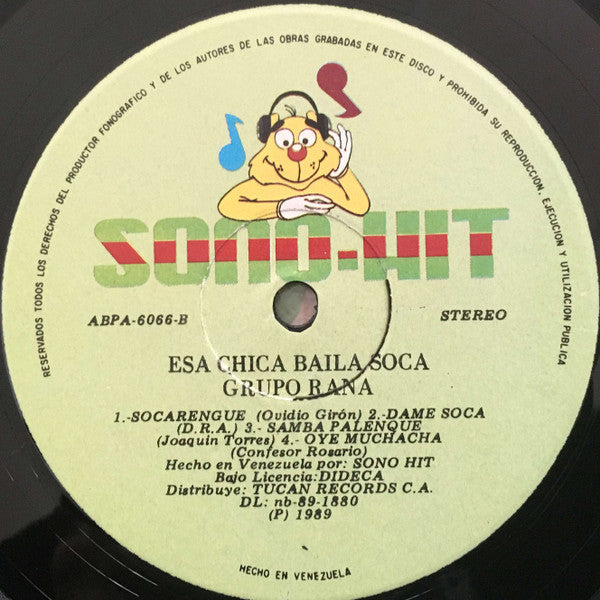 RESERVADOS TODOS LOS DERECHOS DEL PRODUCTOR FONOGRAFICO Y DE LOS AUTORES DE LAS OBRAS GRABADAS EN ESTE DISCO Y PROHIBIDA SU REPRODUCCION, EJECUCION Y UTILIZACION PUBLICA
SONO-HIT
ABPA-6066-B STEREO
ESA CHICA BAILA SOCA
GRUPO RANA
1.-SOCARENGUE (Ovidio Girón) 2.-DAME SOCA
(D.R.A.) 3.- SAMBA PALENQUE
(Joaquin Torres) 4.- OYE MUCHACHA
(Confesor Rosario)
Hecho en Venezuela por: SONO HIT
Bajo Licencia:DIDECA
Distribuye: TUCAN RECORDS C.A.
DL: nb-89-1880
(P) 1989
HECHO EN VENEZUELA